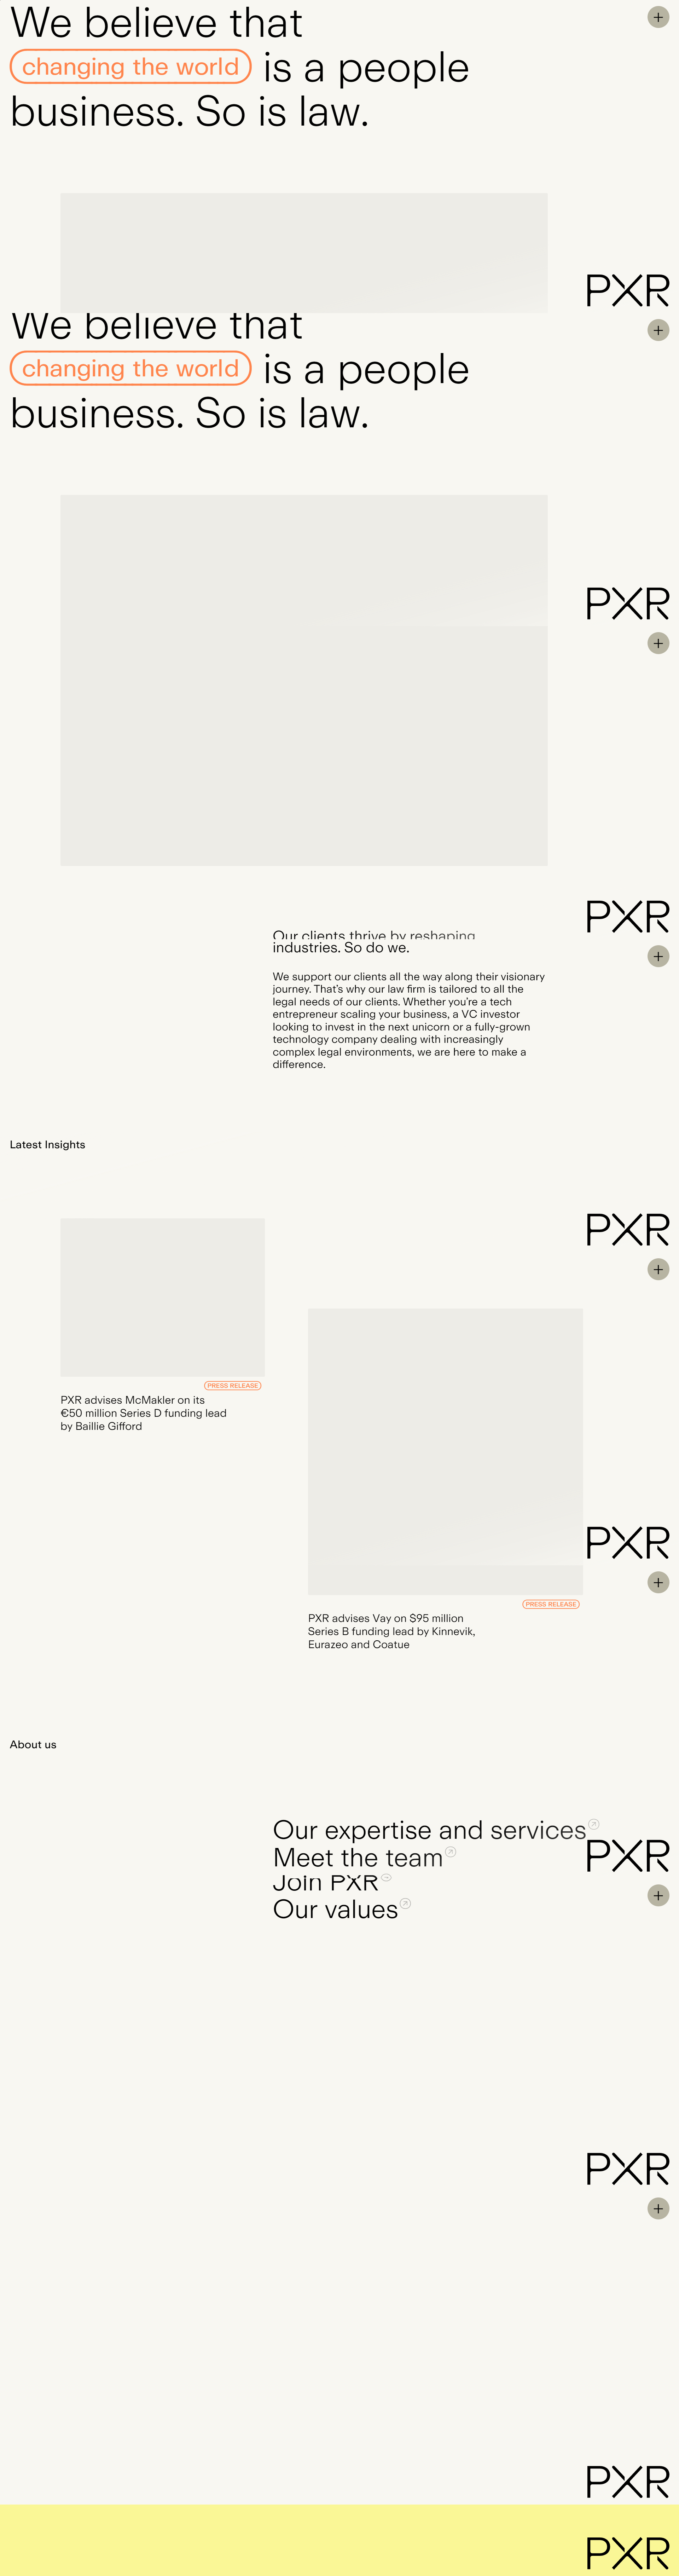 We believe that
changing the world is a people
business. So is law.
PXR
We believe that
changing the world is a people
business. So is law.
PXR
PXR
Our clients thrive by reshaping
industries. So do we.
We support our clients all the way along their visionary
journey. That’s why our law firm is tailored to all the
legal needs of our clients. Whether you’re a tech
entrepreneur scaling your business, a VC investor
looking to invest in the next unicorn or a fully-grown
technology company dealing with increasingly
complex legal environments, we are here to make a
difference.
Latest Insights
PXR
PRESS RELEASE
PXR advises McMakler on its
€50 million Series D funding lead
by Baillie Gifford
PXR
PRESS RELEASE
PXR advises Vay on $95 million
Series B funding lead by Kinnevik,
Eurazeo and Coatue
About us
Our expertise and services
PXR
Meet the team
Join PXR
Our values
PXR
PXR
PXR